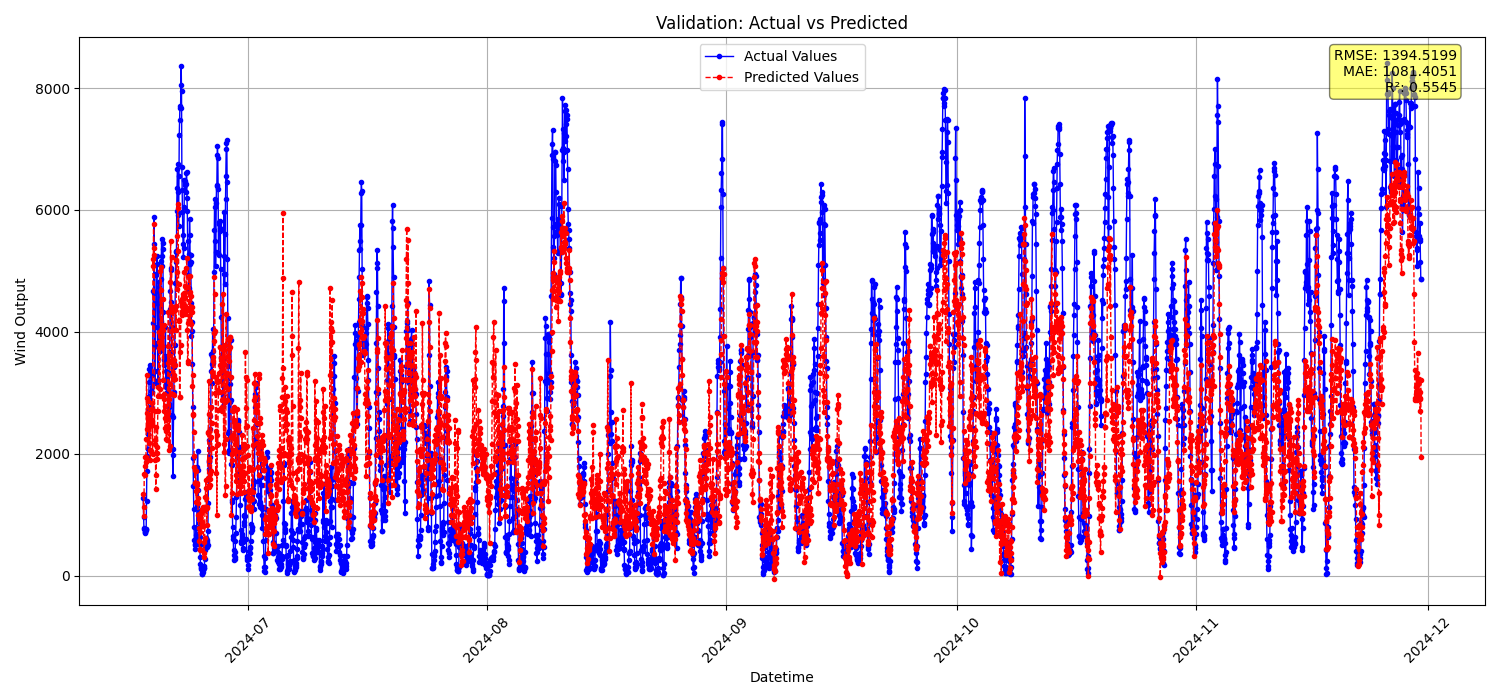 Validation: Actual vs Predicted
Actual Values
Predicted Values
RMSE: 1394.5199
MAE: 1081.4051
R²: 0.5545
Wind Output
8000
6000
4000
2000
0
2024-07
2024-08
2024-09
2024-10
2024-11
2024-12
Datetime